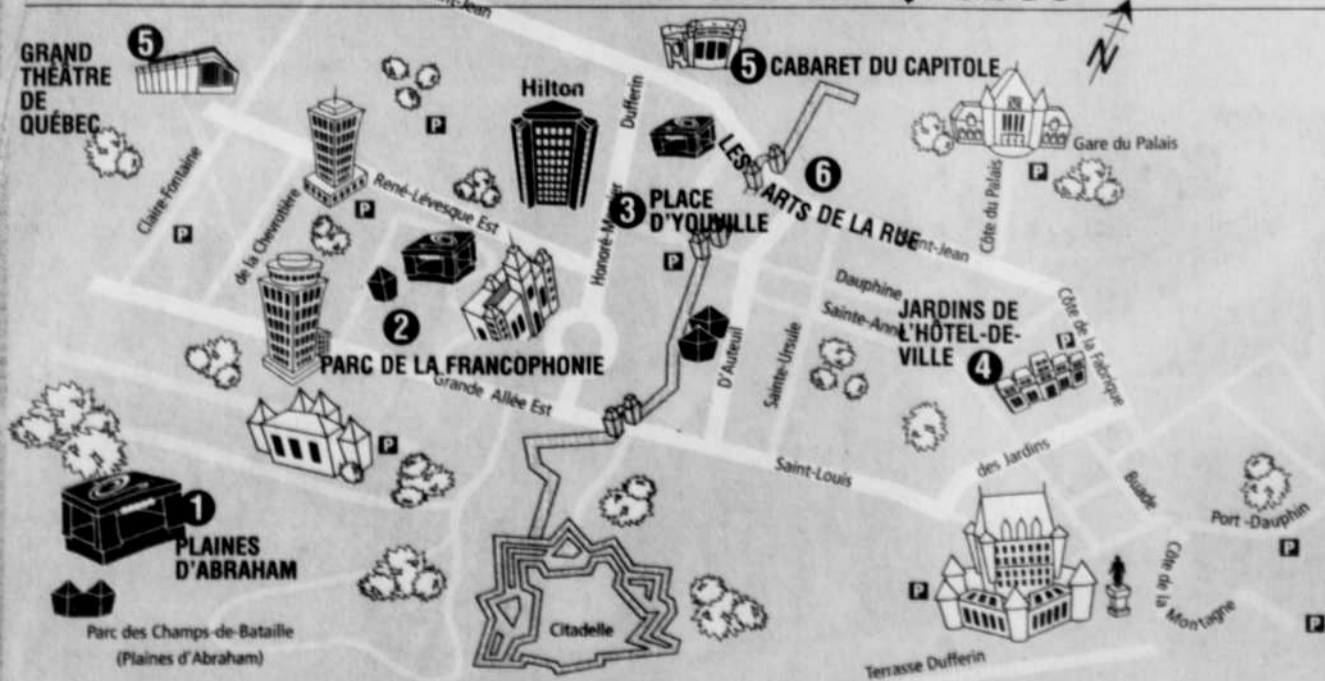 5
GRAND
THÉÂTRE
DE
QUÉBEC
Hilton
Dufferin
5 CABARET DU CAPITOLE
N
Gare du Palais
Côte du Palais
P
P
P
P
Claire-Fontaine
de la Chevrotière
René-Lévesque Est
Honoré-Mercier
3 PLACE
D'YOUVILLE
P
6
LES ARTS DE LA RUE
Saint-Jean
Dauphine
Sainte-Anne
JARDINS DE
L'HÔTEL-DE-
VILLE
4
P
Côte de la Fabrique
2
PARC DE LA FRANCOPHONIE
Grande Allée Est
D'Auteuil
Sainte-Ursule
P
Saint-Louis
des Jardins
Buade
Port-Dauphin
P
1
PLAINES
D'ABRAHAM
Parc des Champs-de-Bataille
(Plaines d'Abraham)
Citadelle
P
Côte de la Montagne
P
Terrasse Dufferin